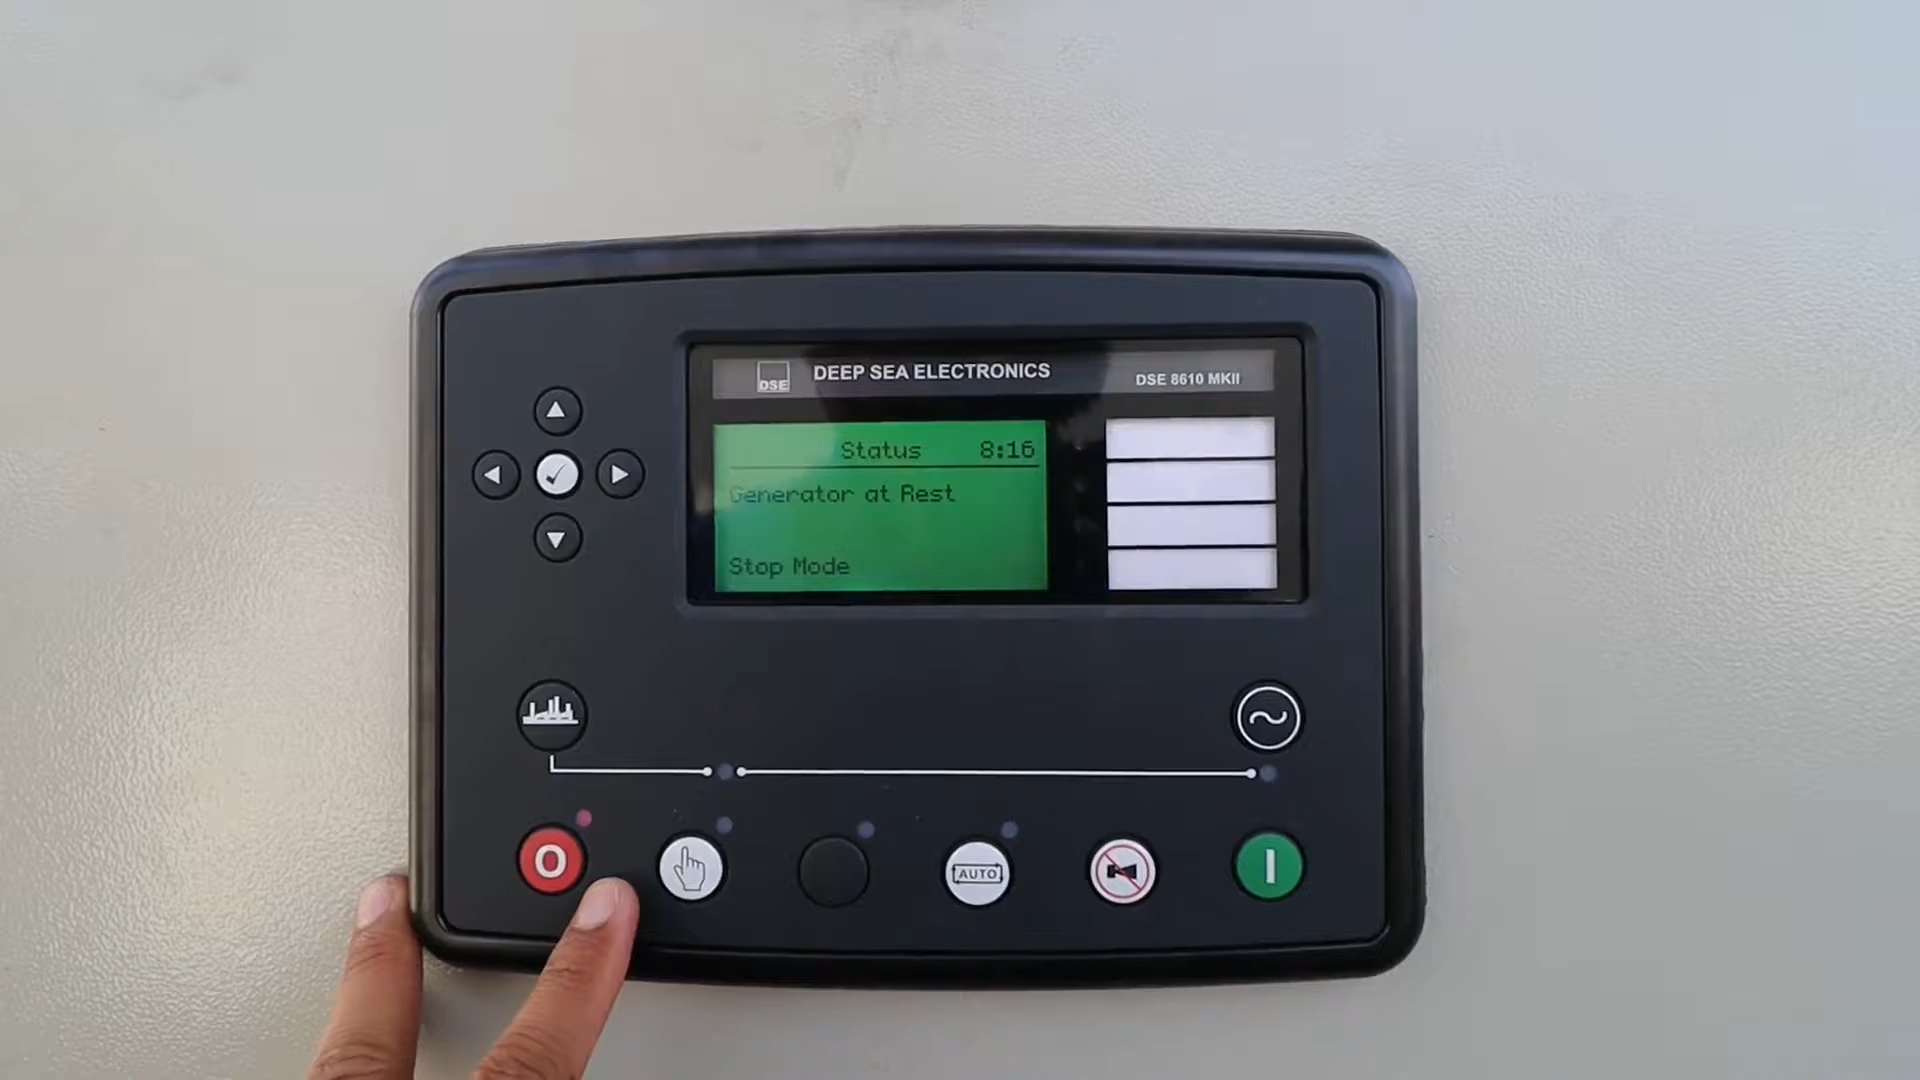 DSE
DEEP SEA ELECTRONICS
DSE 8610 MKII
Status 8:16
Generator at Rest
Stop Mode
O
AUTO
I